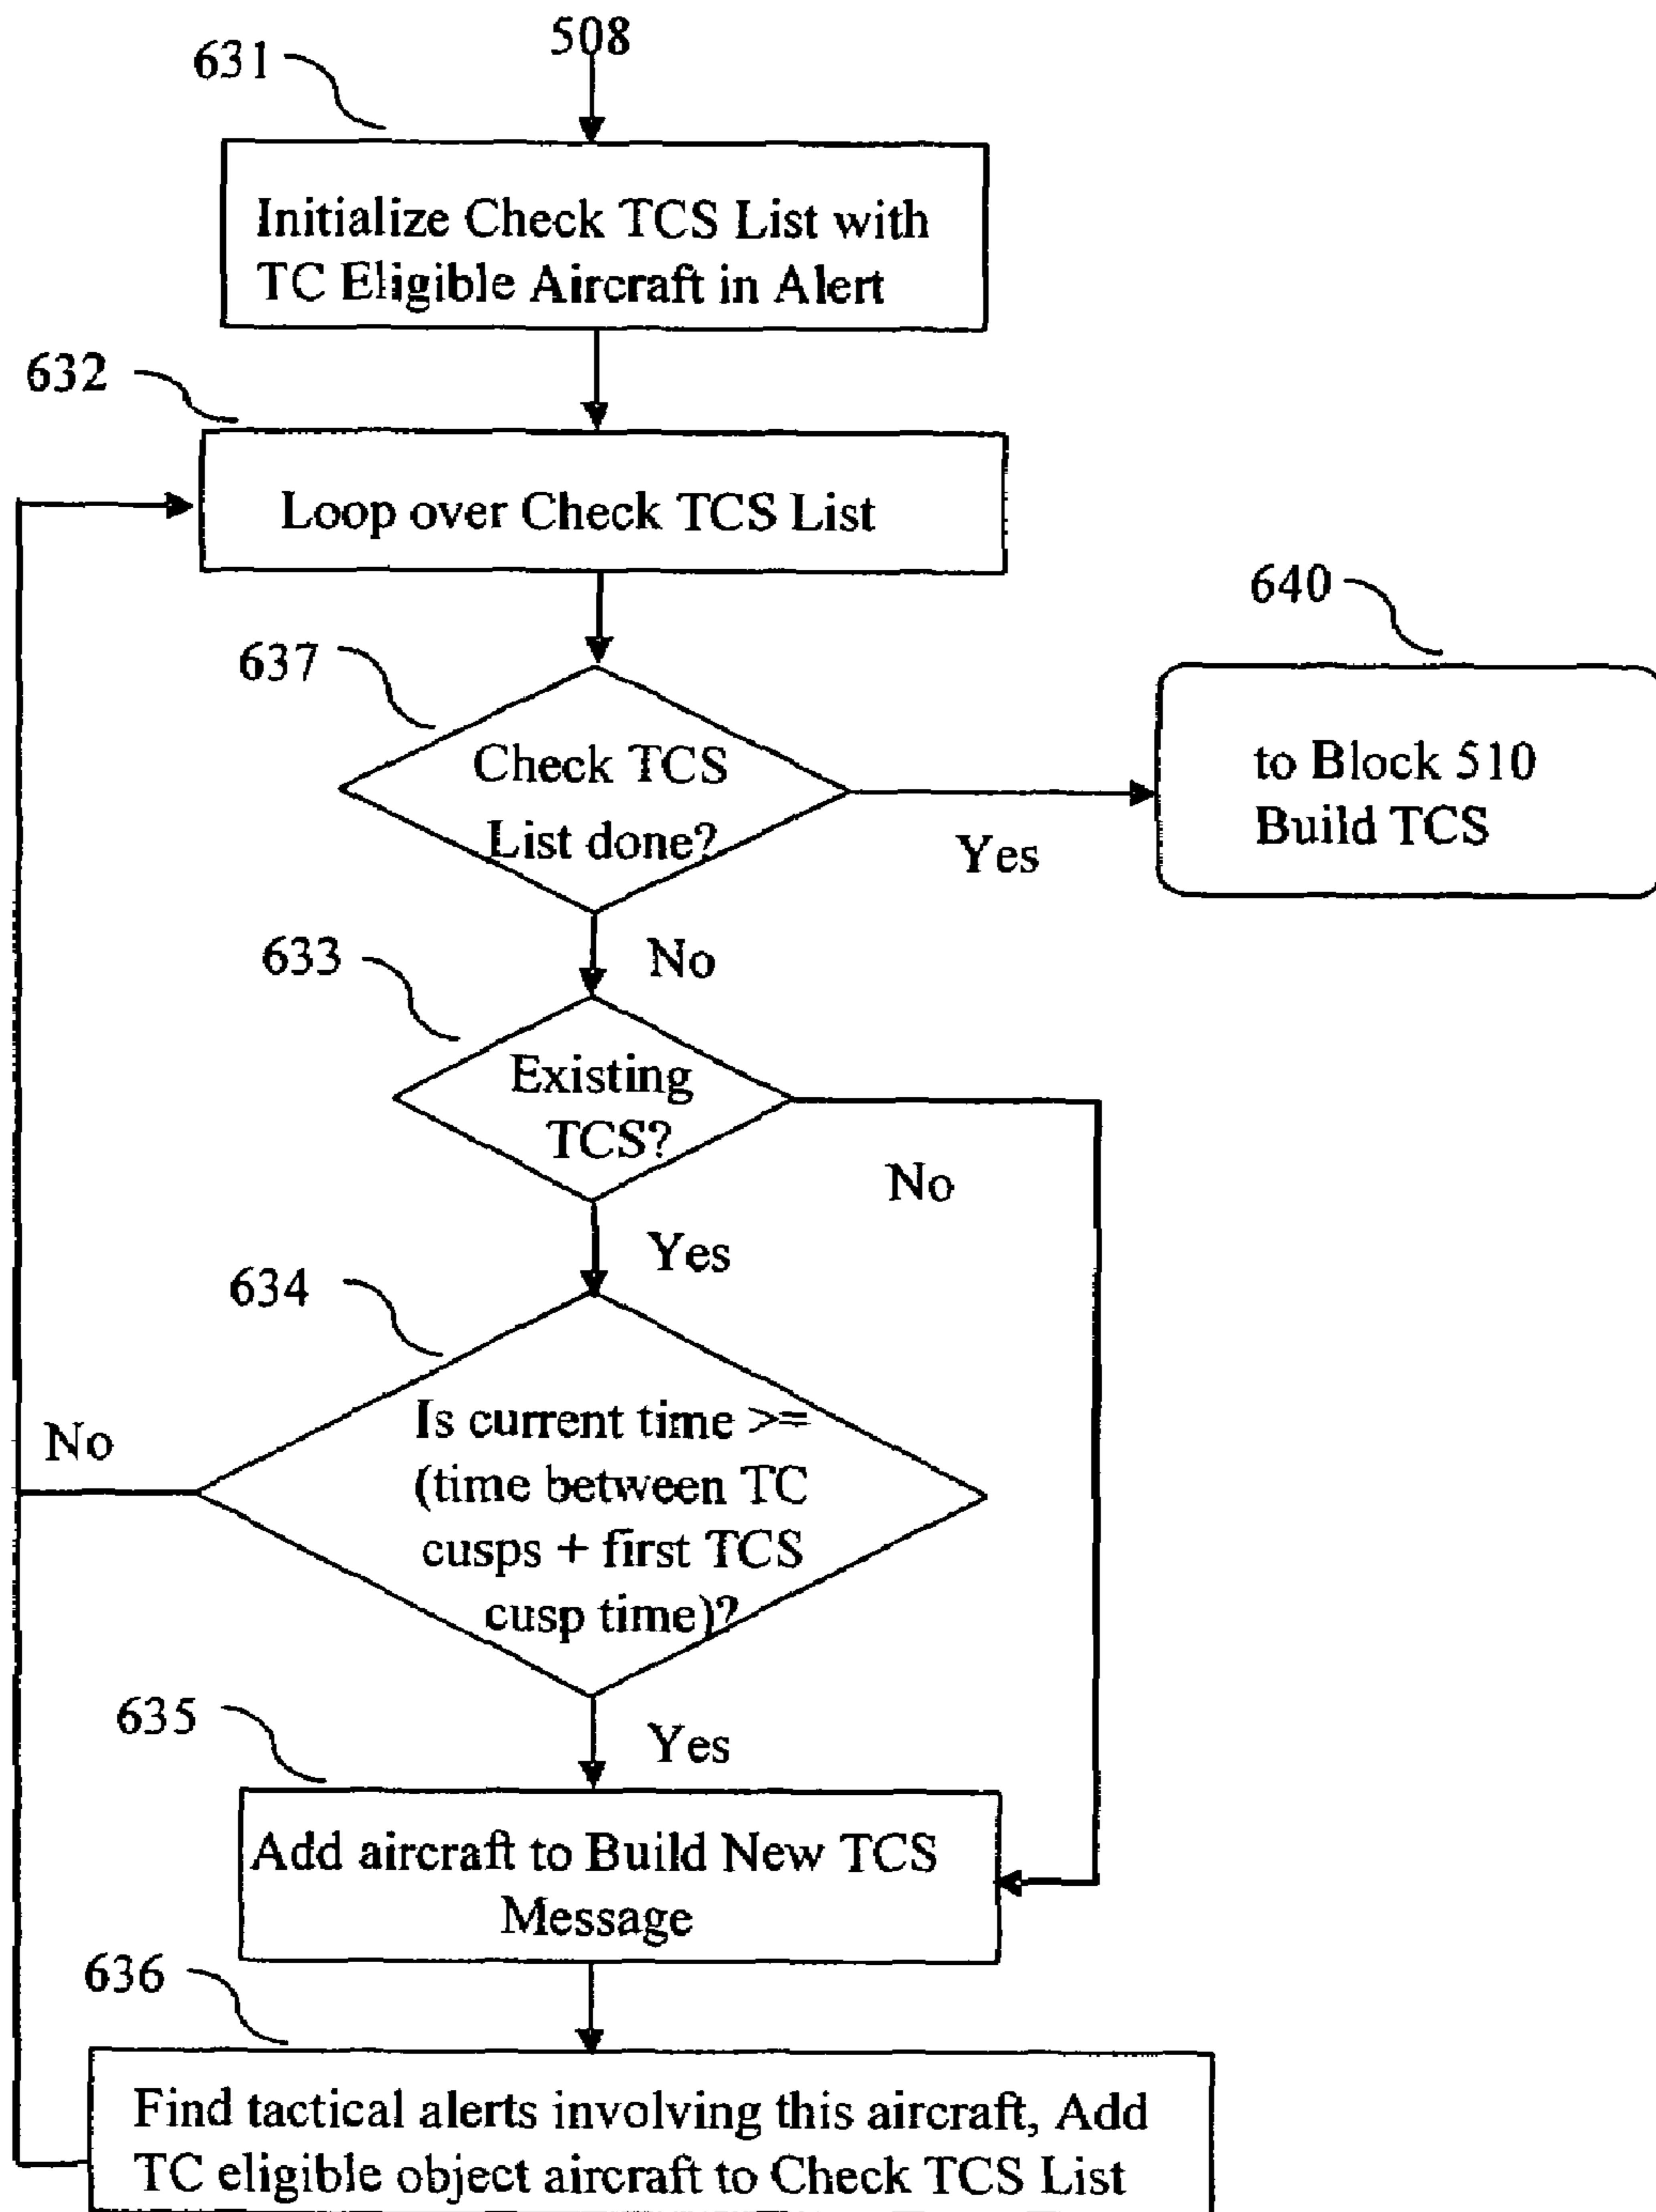 508
631
Initialize Check TCS List with
TC Eligible Aircraft in Alert
632
Loop over Check TCS List
640
637
Check TCS
List done?
to Block 510
Build TCS
Yes
No
633
Existing
TCS?
No
Yes
634
Is current time >=
(time between TC
cusps + first TCS
cusp time)?
No
Yes
635
Add aircraft to Build New TCS
Message
636
Find tactical alerts involving this aircraft, Add
TC eligible object aircraft to Check TCS List